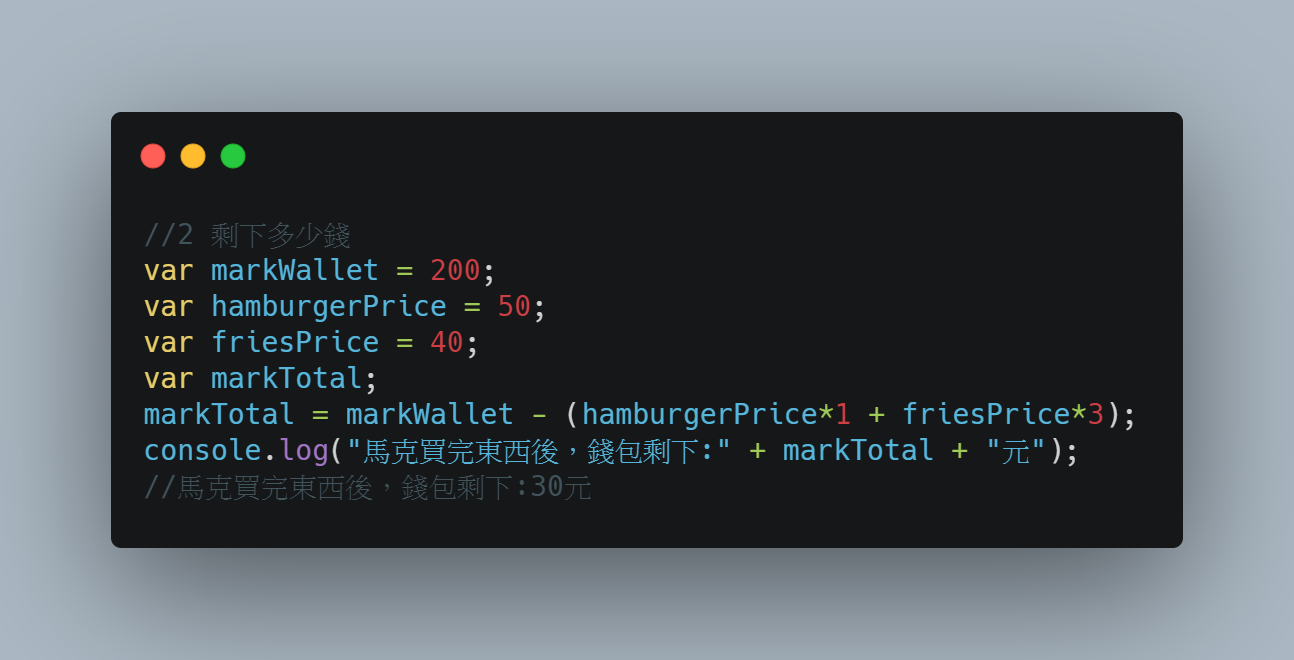 //2 剩下多少錢
var markWallet = 200;
var hamburgerPrice = 50;
var friesPrice = 40;
var markTotal;
markTotal = markWallet - (hamburgerPrice*1 + friesPrice*3);
console.log("馬克買完東西後，錢包剩下:" + markTotal + "元");
//馬克買完東西後，錢包剩下:30元